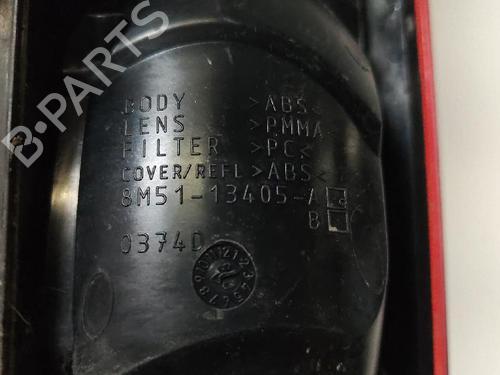 B-PARTS
BODY >ABS<
LENS >PMMA<
FILTER >PC<
COVER/REFL >ABS<
8M51-13405-A
B
0374D